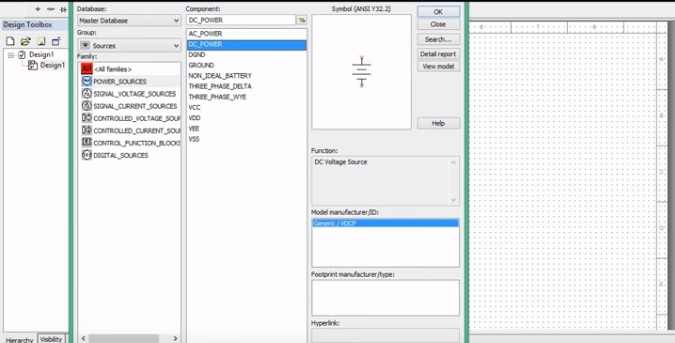 Design Toolbox
Design1
Design1
Hierarchy
Visibility
Database:
Master Database
Group:
Sources
Family:
All
<All families>
POWER_SOURCES
SIGNAL_VOLTAGE_SOURCES
SIGNAL_CURRENT_SOURCES
CONTROLLED_VOLTAGE_SOUR
CONTROLLED_CURRENT_SOUR
CONTROL_FUNCTION_BLOCKS
DIGITAL_SOURCES
Component:
DC_POWER
AC_POWER
DC_POWER
DGND
GROUND
NON_IDEAL_BATTERY
THREE_PHASE_DELTA
THREE_PHASE_WYE
VCC
VDD
VEE
VSS
Symbol (ANSI Y32.2)
OK
Close
Search...
Detail report
View model
Help
Function:
DC Voltage Source
Model manufacturer/ID:
Generic / VDCP
Footprint manufacturer/type:
Hyperlink: